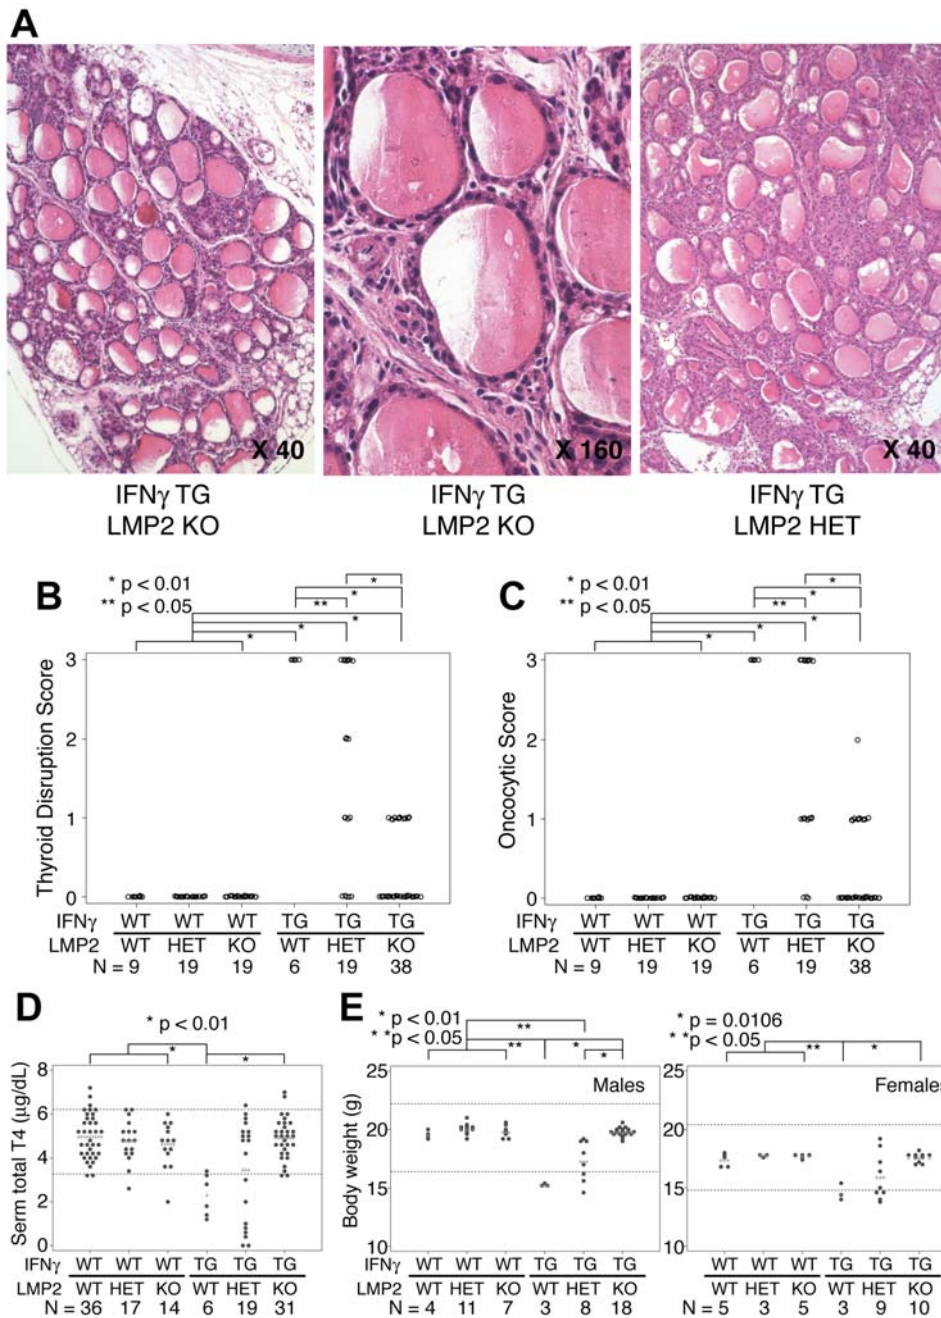 A
X 40
X 160
X 40
IFNγ TG
LMP2 KO
IFNγ TG
LMP2 KO
IFNγ TG
LMP2 HET
B
* p < 0.01
** p < 0.05
*
*
**
*
*
*
Thyroid Disruption Score
3
2
1
0
IFNγ WT WT WT TG TG TG
LMP2 WT HET KO WT HET KO
N = 9 19 19 6 19 38
C
* p < 0.01
** p < 0.05
*
*
**
*
*
*
Oncocytic Score
3
2
1
0
IFNγ WT WT WT TG TG TG
LMP2 WT HET KO WT HET KO
N = 9 19 19 6 19 38
D
* p < 0.01
*
*
Serm total T4 (μg/dL)
8
6
4
2
0
IFNγ WT WT WT TG TG TG
LMP2 WT HET KO WT HET KO
N = 36 17 14 6 19 31
E
* p < 0.01
** p < 0.05
**
**
*
*
Males
Body weight (g)
25
20
15
10
IFNγ WT WT WT TG TG TG
LMP2 WT HET KO WT HET KO
N = 4 11 7 3 8 18
* p = 0.0106
** p < 0.05
**
*
Females
25
20
15
10
WT WT WT TG TG TG
WT HET KO WT HET KO
N = 5 3 5 3 9 10